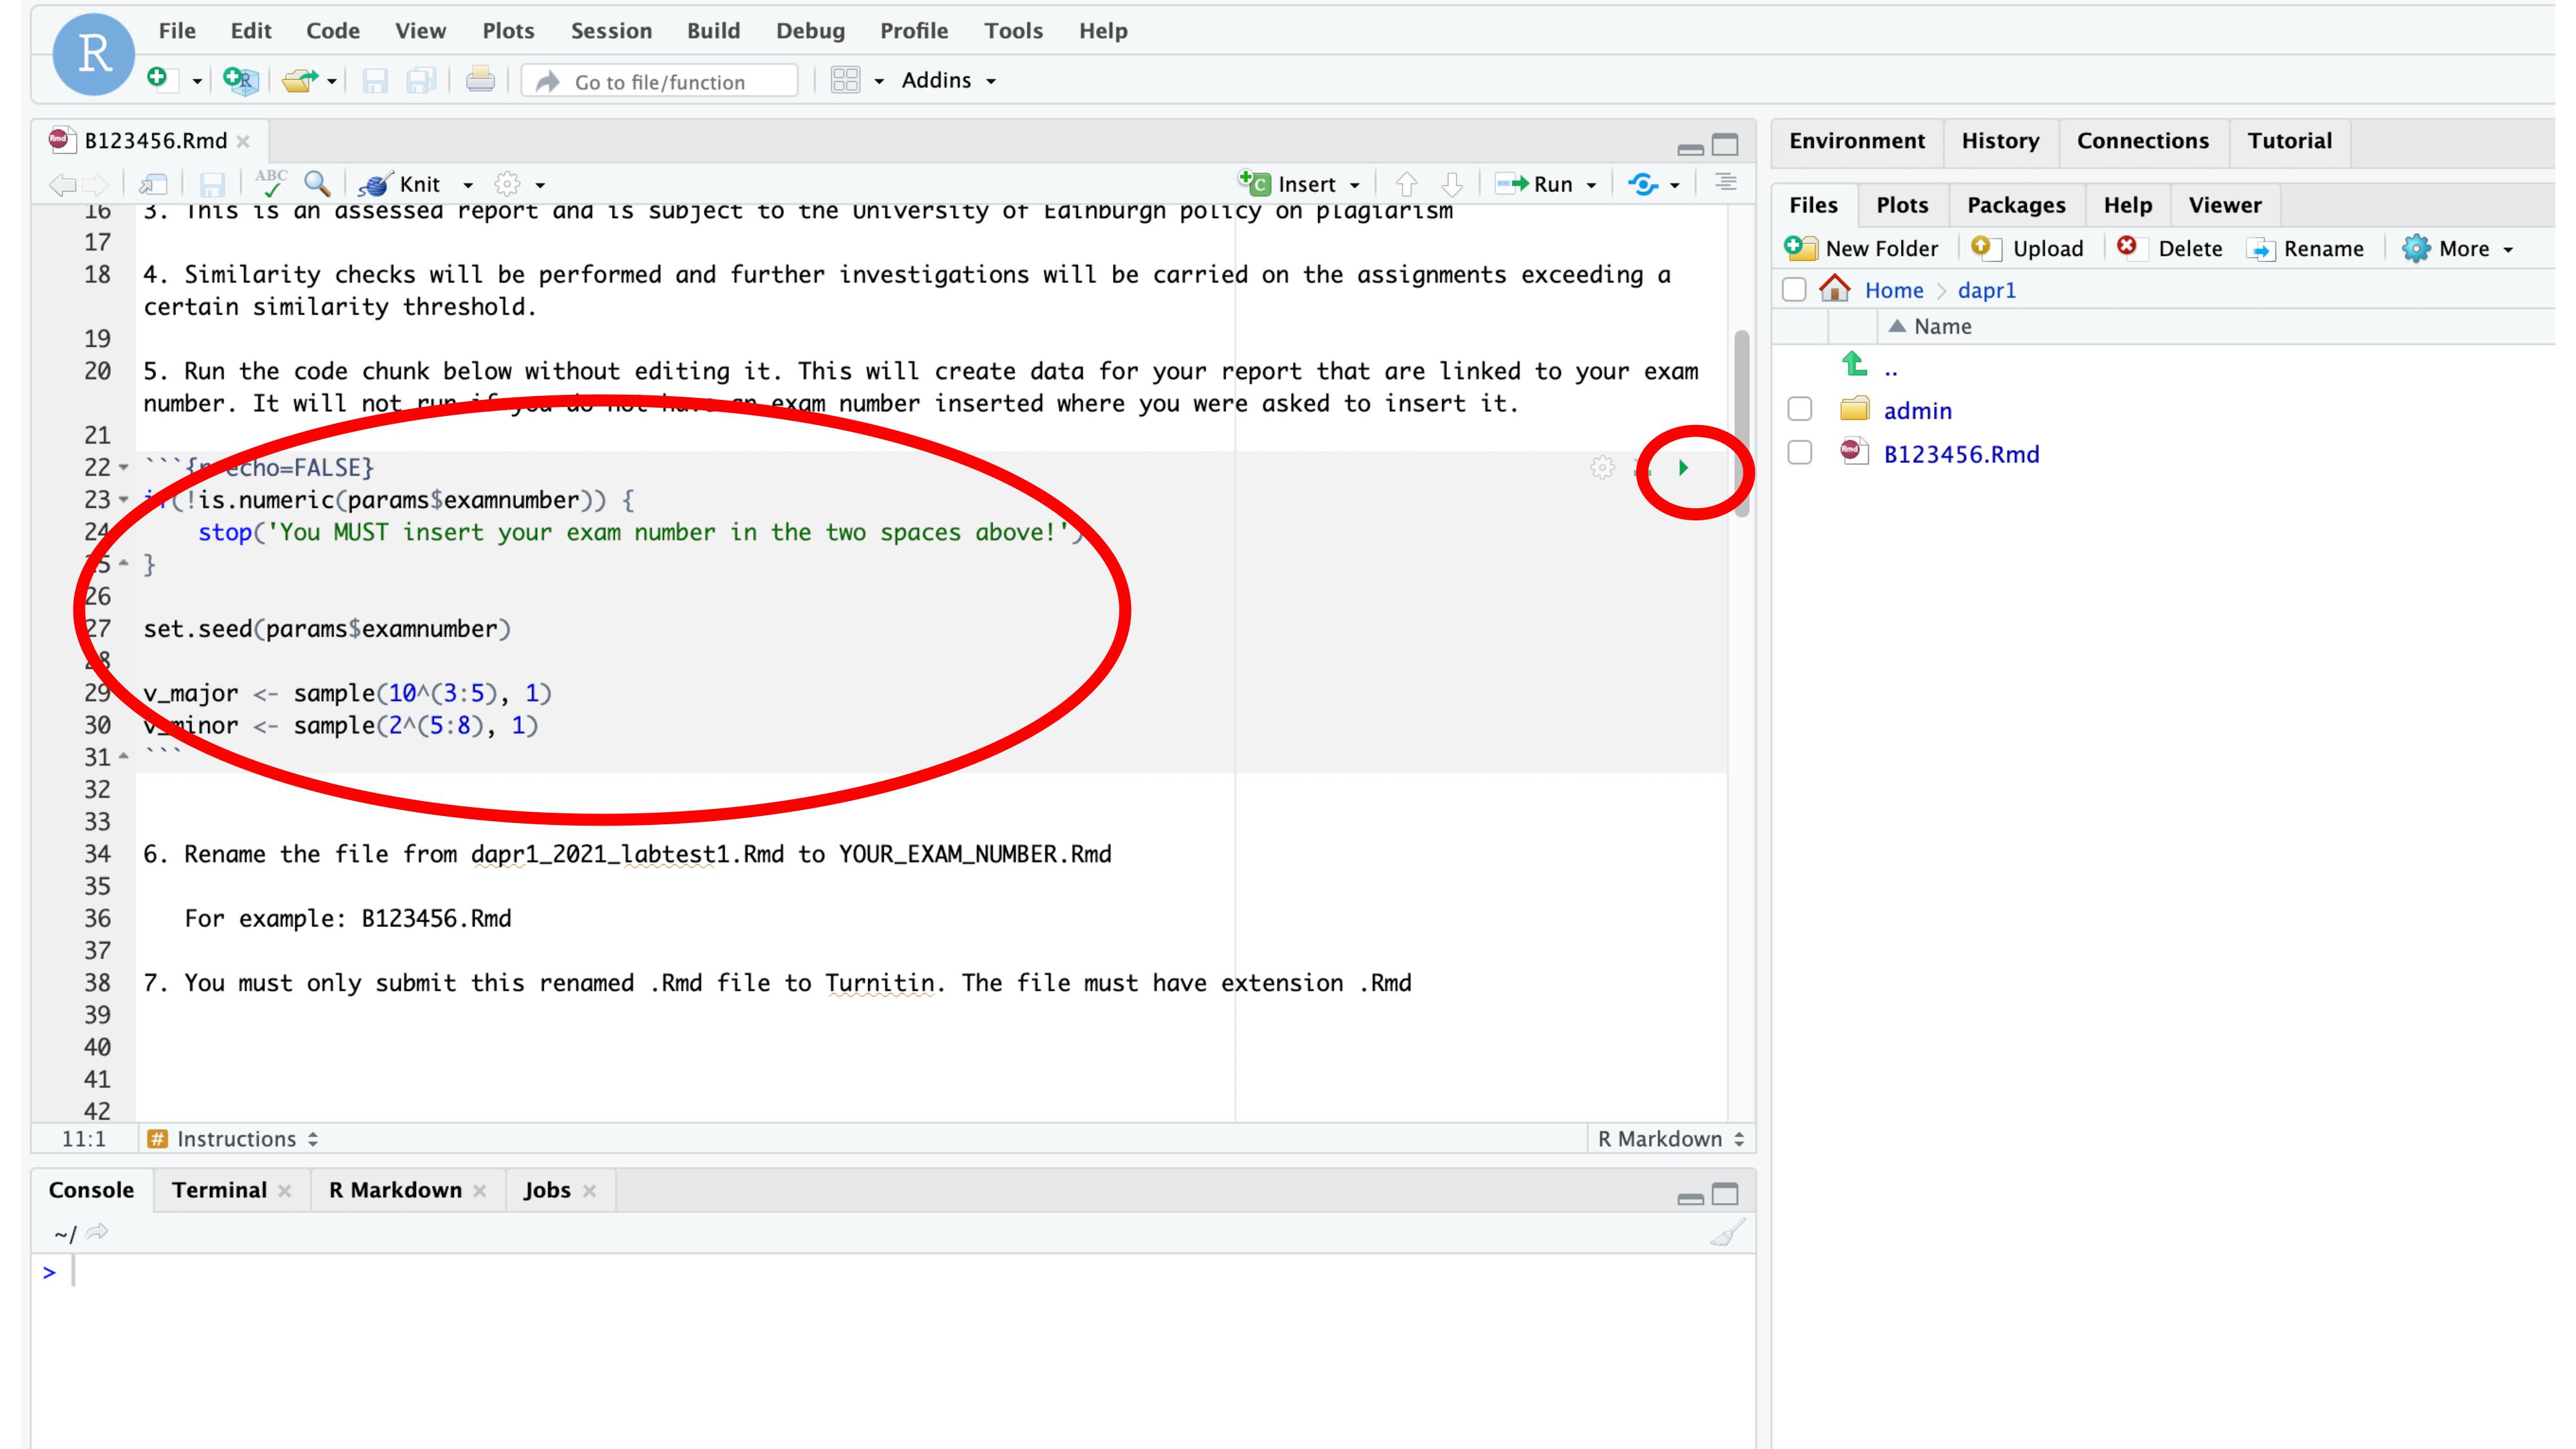 R
File Edit Code View Plots Session Build Debug Profile Tools Help
R Go to file/function Addins
B123456.Rmd
ABC Knit C Insert Run
16 3. This is an assessed report and is subject to the University of Edinburgh policy on plagiarism
17
18 4. Similarity checks will be performed and further investigations will be carried on the assignments exceeding a
certain similarity threshold.
19
20 5. Run the code chunk below without editing it. This will create data for your report that are linked to your exam
number. It will not run if you do not have an exam number inserted where you were asked to insert it.
21
22 ```{r echo=FALSE}
23 if(!is.numeric(params$examnumber)) {
24 stop('You MUST insert your exam number in the two spaces above!')
25 }
26
27 set.seed(params$examnumber)
28
29 v_major <- sample(10^(3:5), 1)
30 v_minor <- sample(2^(5:8), 1)
31 ```
32
33
34 6. Rename the file from dapr1_2021_labtest1.Rmd to YOUR_EXAM_NUMBER.Rmd
35
36 For example: B123456.Rmd
37
38 7. You must only submit this renamed .Rmd file to Turnitin. The file must have extension .Rmd
39
40
41
42
11:1 # Instructions R Markdown
Console Terminal R Markdown Jobs
~/
>
Environment History Connections Tutorial
Files Plots Packages Help Viewer
New Folder Upload Delete Rename More
Home > dapr1
Name
..
admin
B123456.Rmd